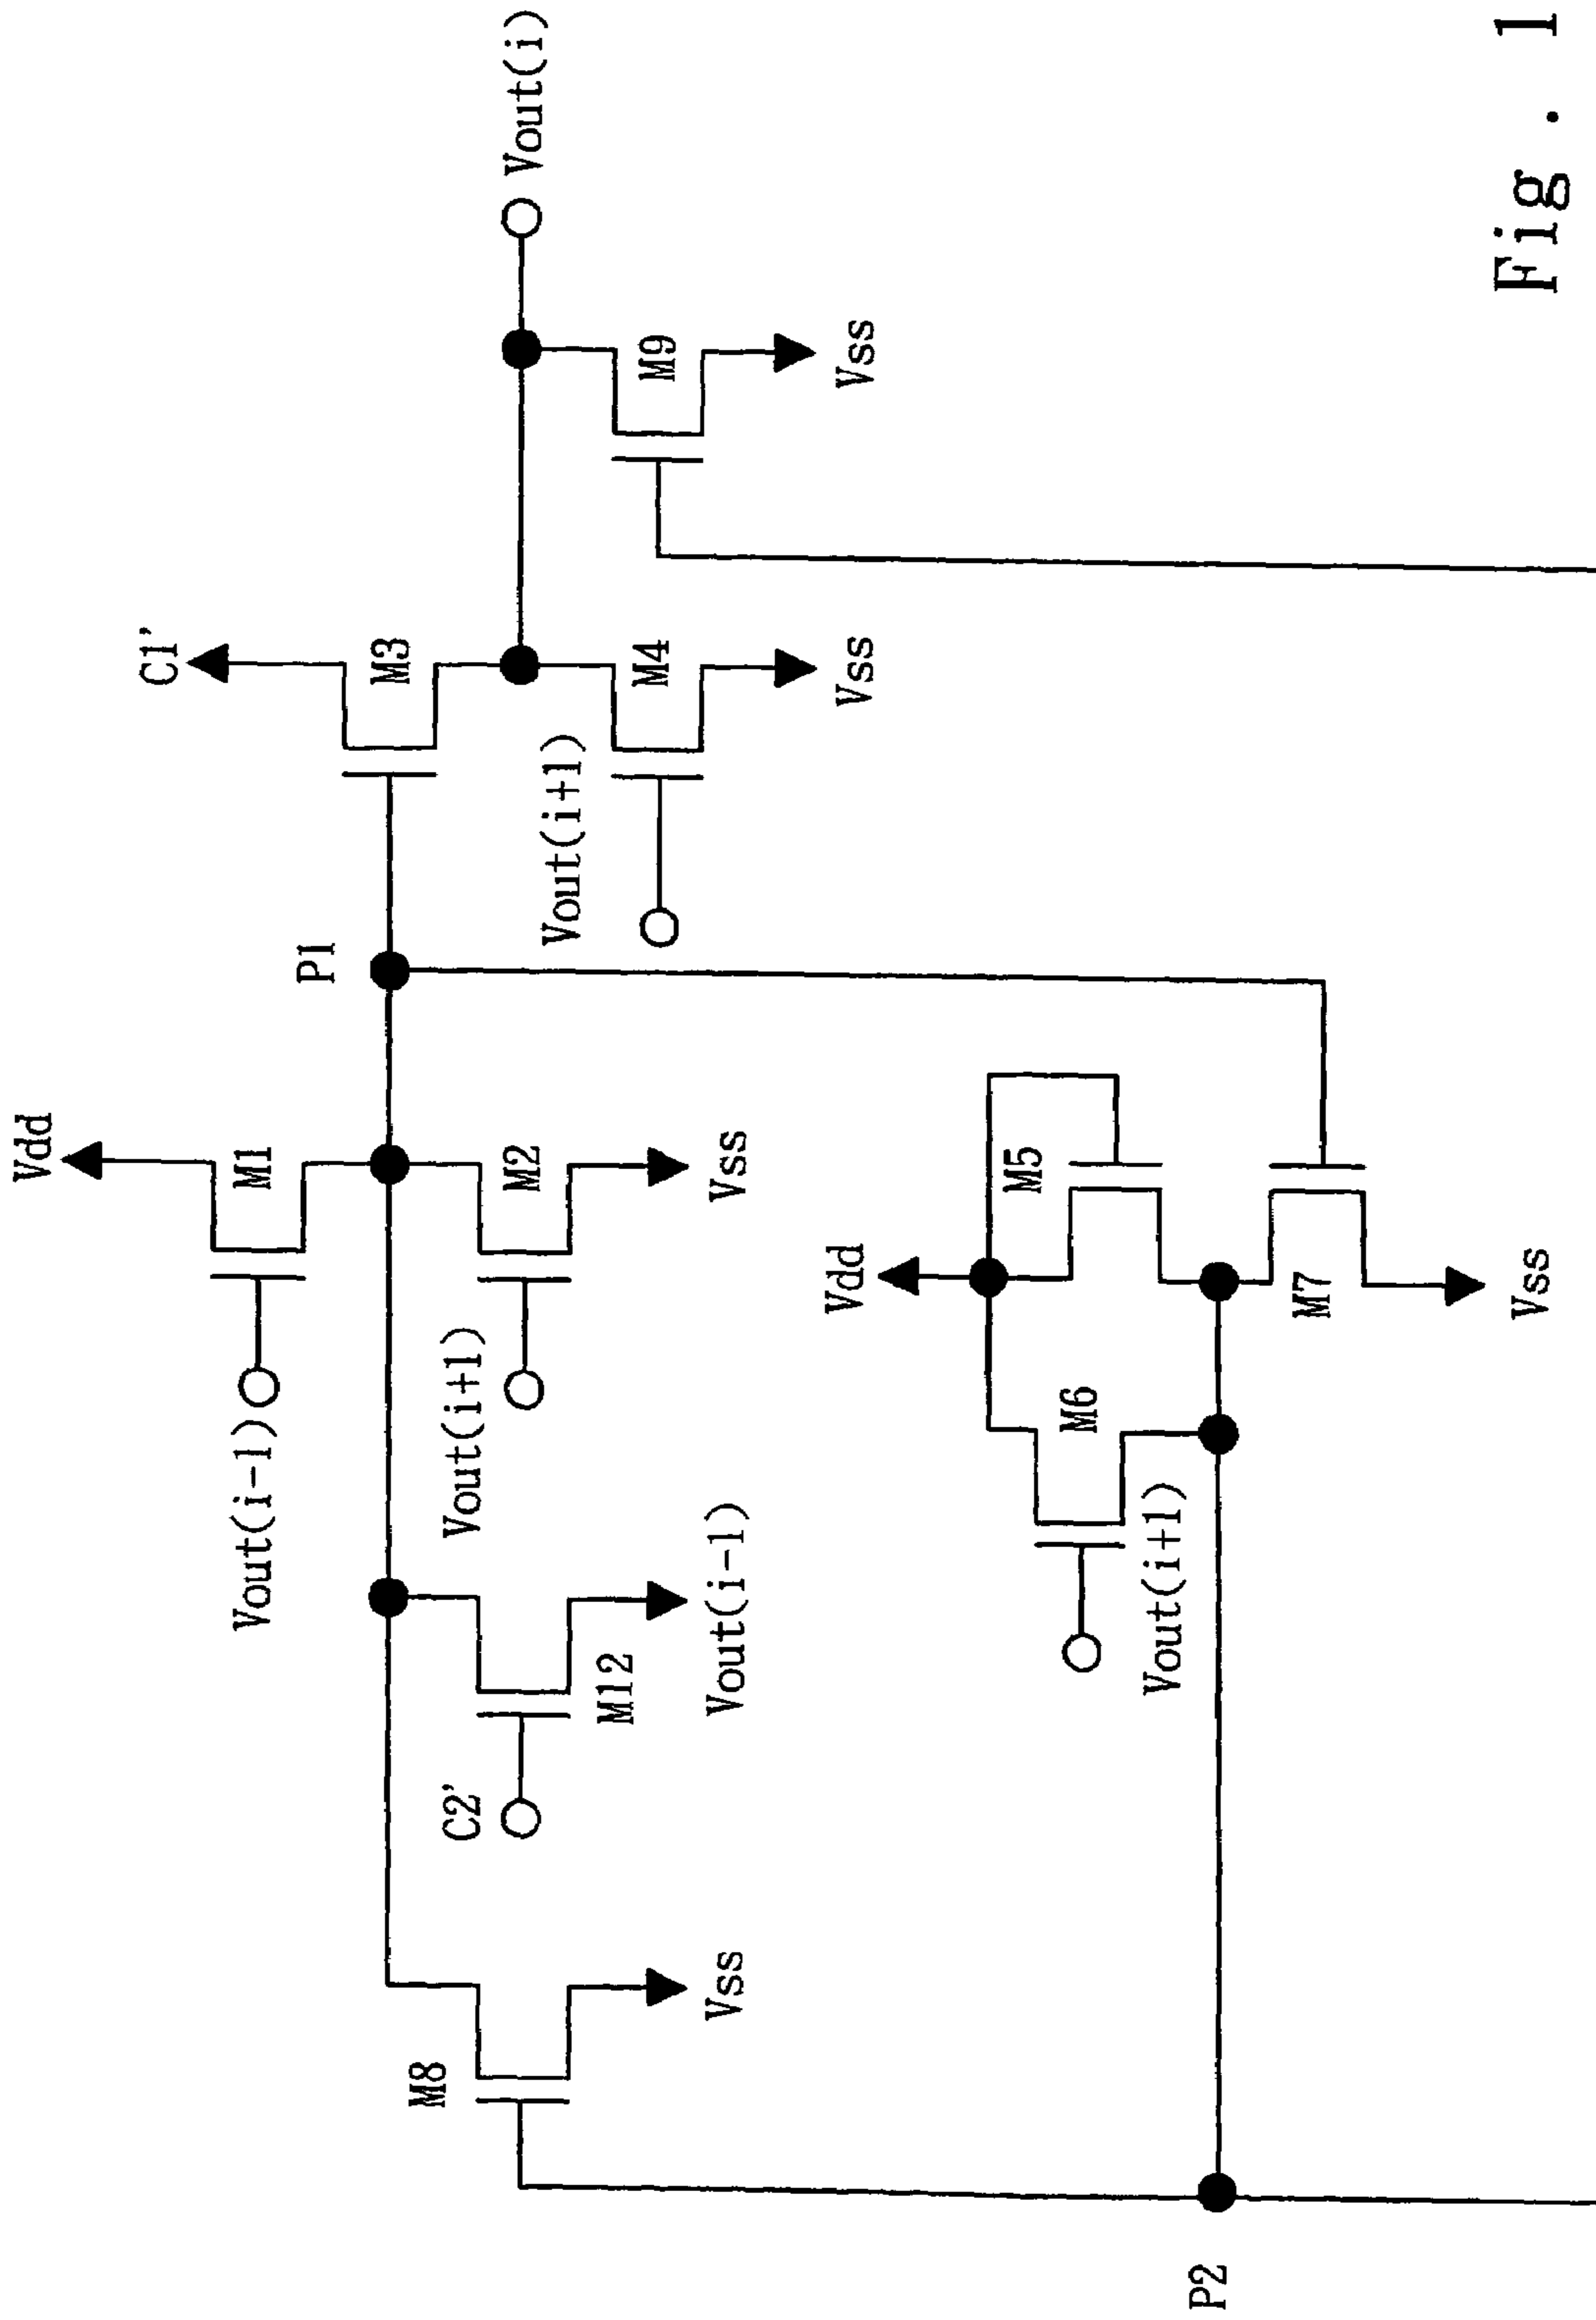 Vdd
C1'
Vout(i-1)
M1
P1
M3
M8
C2'
Vout(i+1)
M2
Vout(i+1)
Vout(i)
M12
M4
M9
Vss
Vout(i-1)
Vss
Vss
Vss
Vdd
M5
M6
Vout(i+1)
P2
M7
Vss
Fig. 1